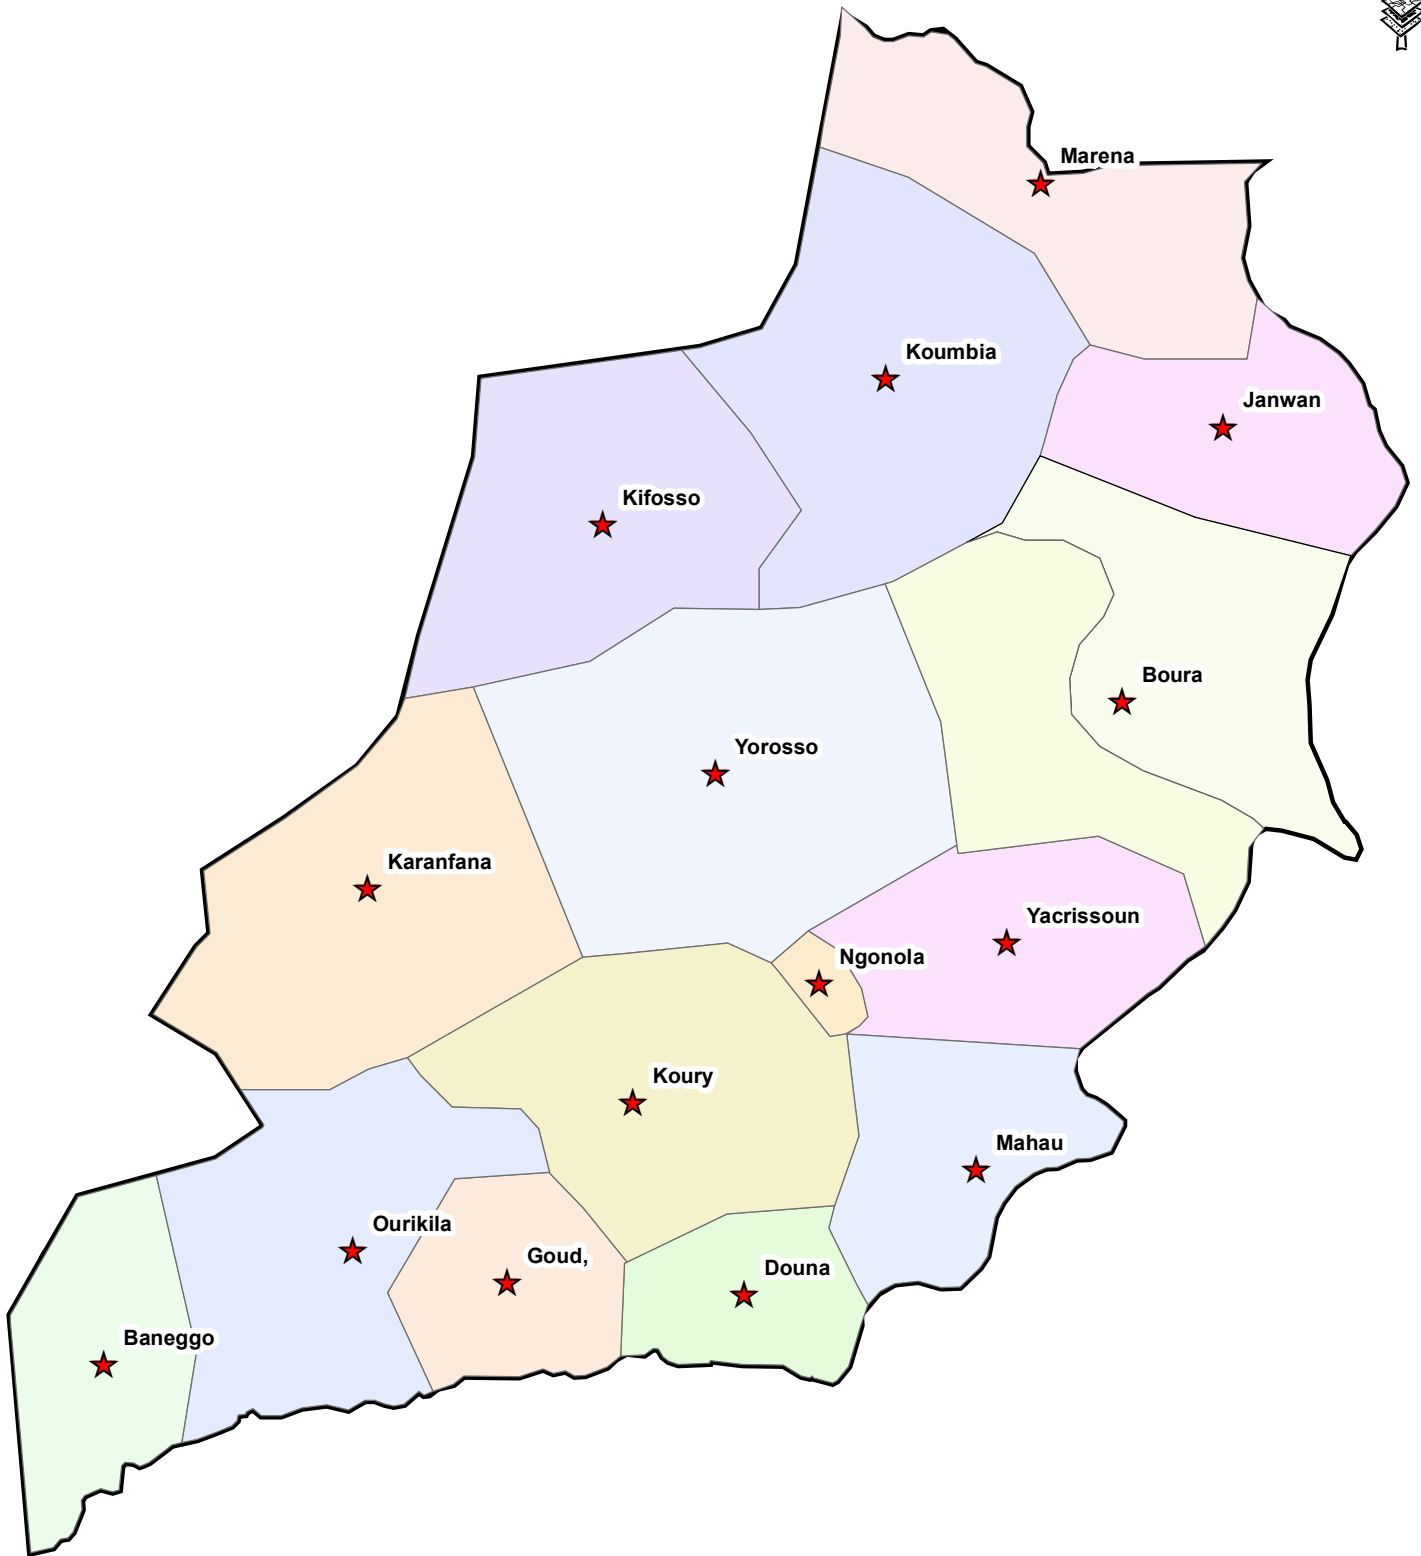 Marena
Koumbia
Janwan
Kifosso
Boura
Yorosso
Karanfana
Yacrissoun
Ngonola
Koury
Mahau
Ourikila
Goud,
Douna
Baneggo